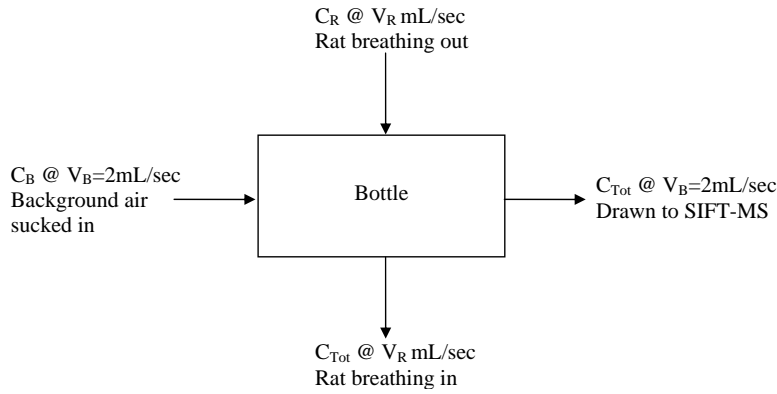 C_R @ V_R mL/sec
Rat breathing out
C_B @ V_B=2mL/sec
Background air
sucked in
Bottle
C_Tot @ V_B=2mL/sec
Drawn to SIFT-MS
C_Tot @ V_R mL/sec
Rat breathing in